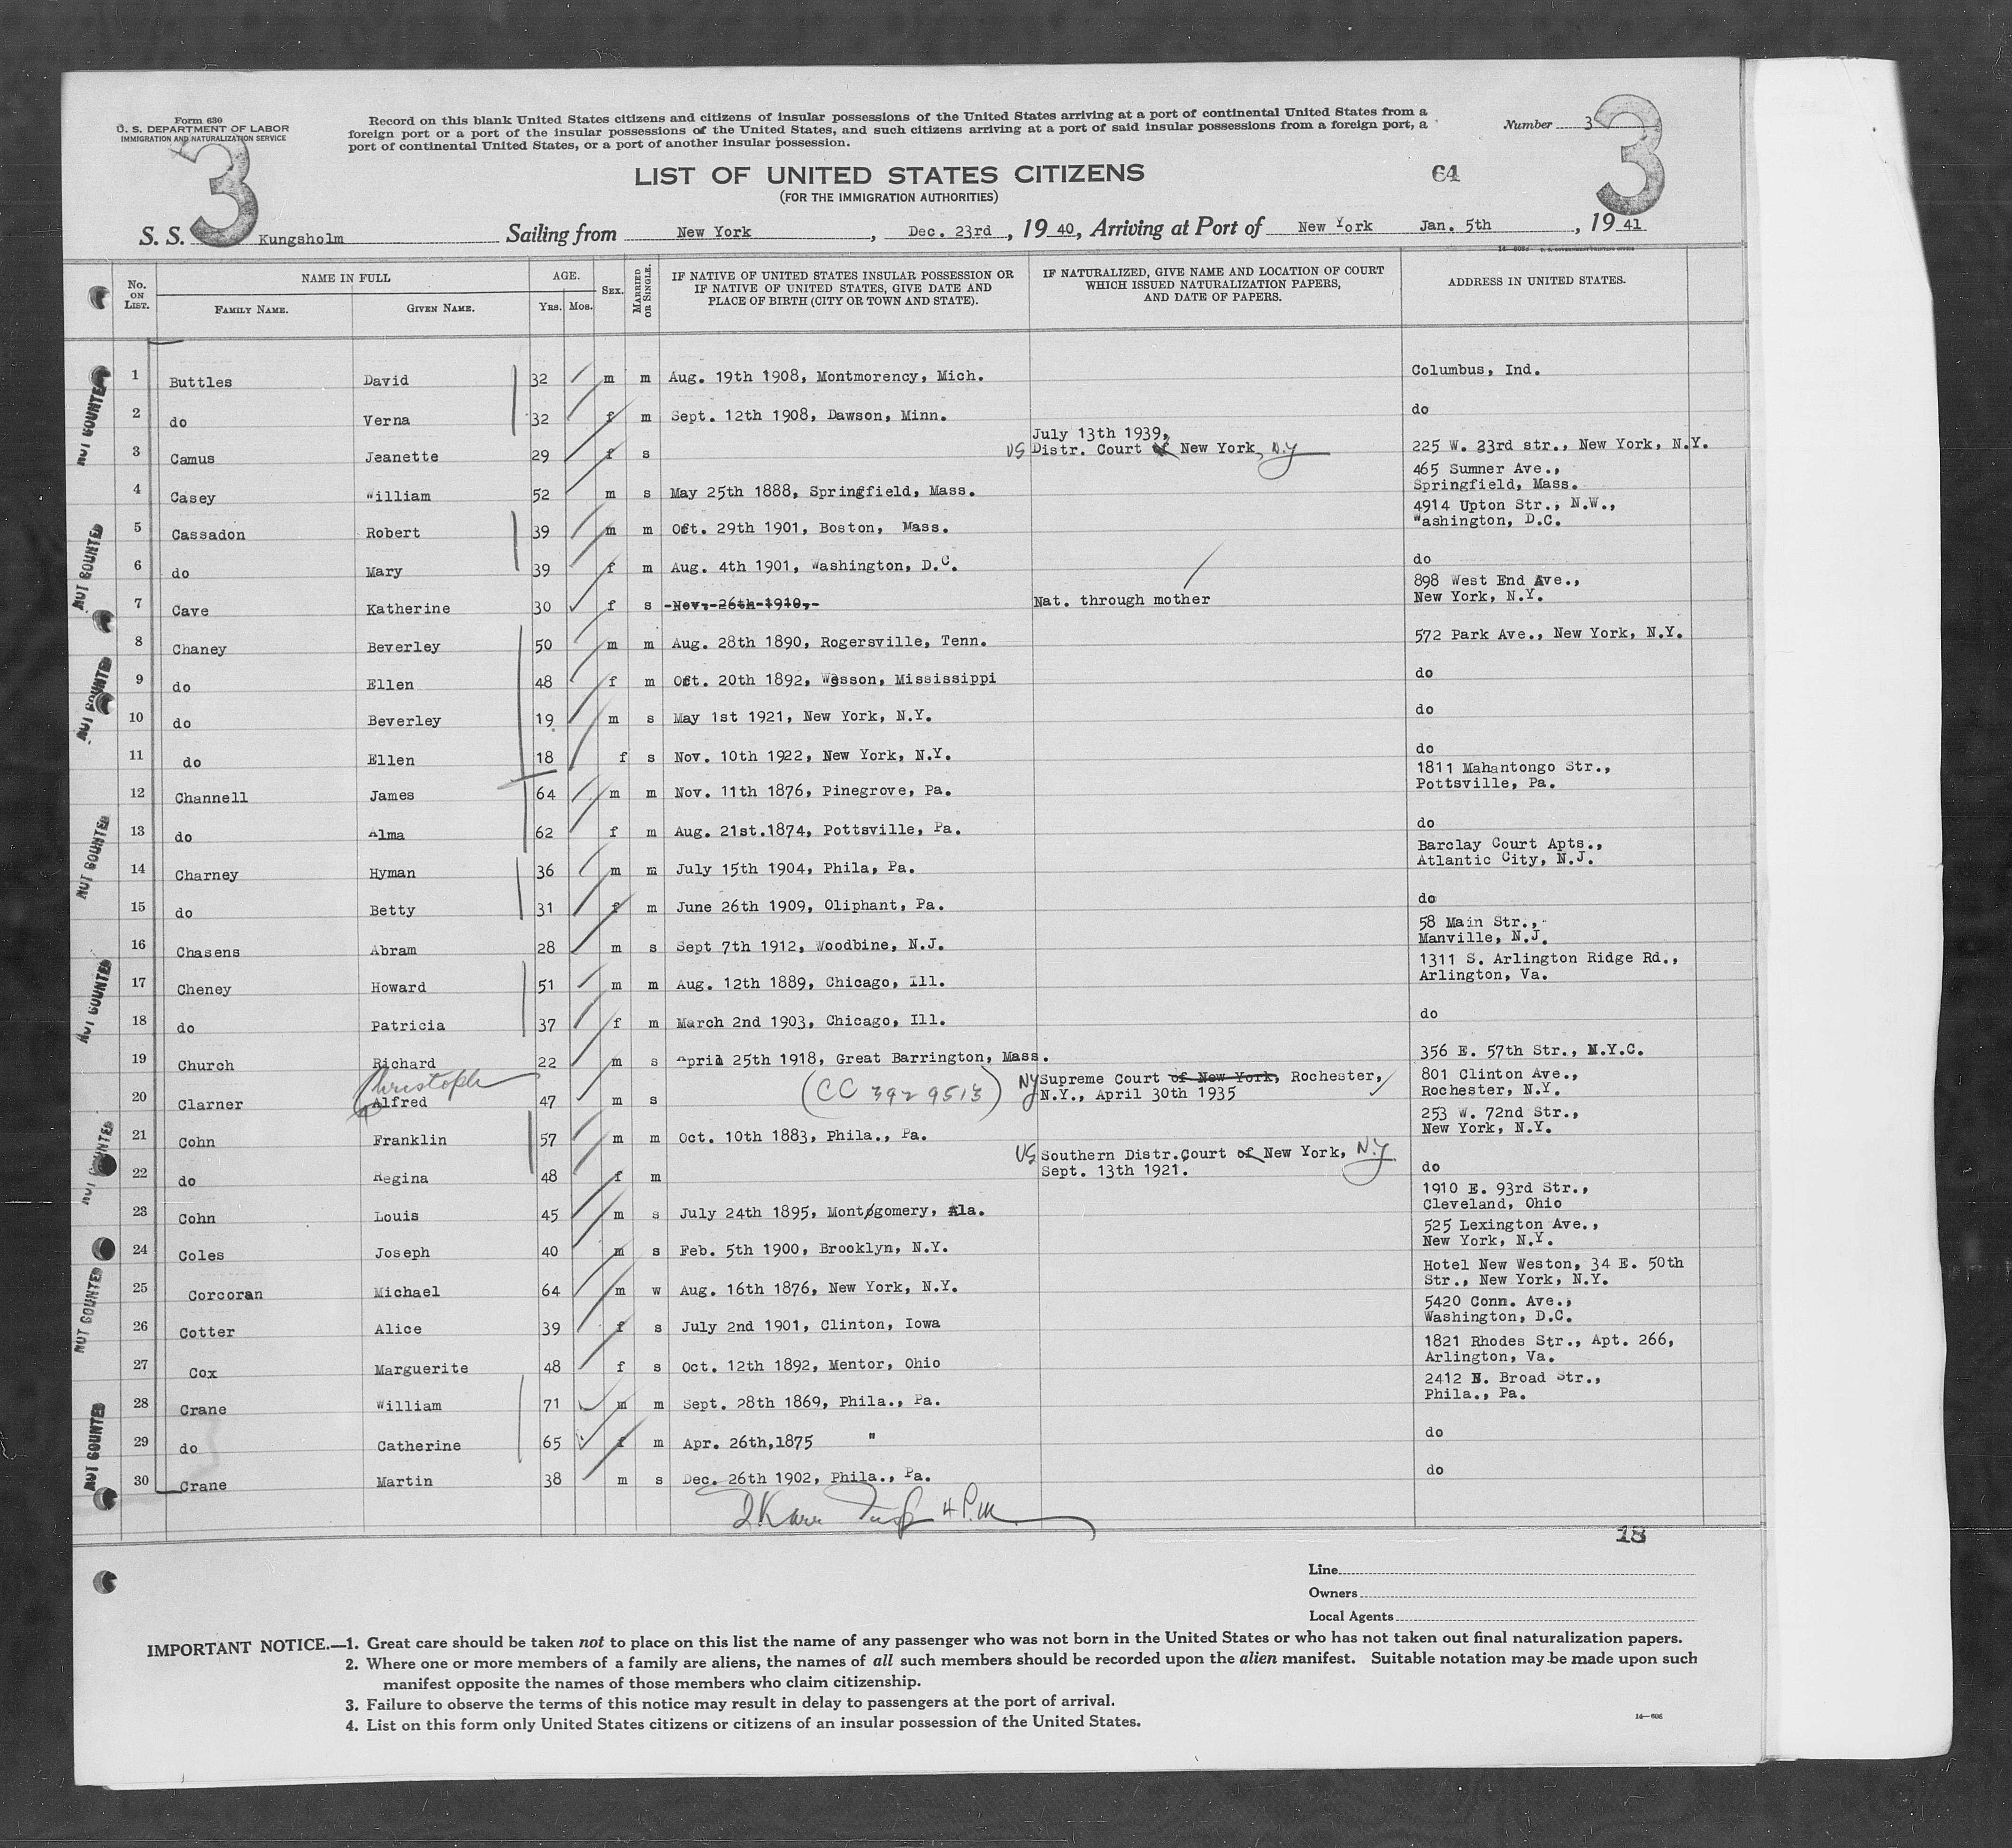 Form 630
U. S. DEPARTMENT OF LABOR
IMMIGRATION AND NATURALIZATION SERVICE
3
Record on this blank United States citizens and citizens of insular possessions of the United States arriving at a port of continental United States from a
foreign port or a port of the insular possessions of the United States, and such citizens arriving at a port of said insular possessions from a foreign port, a
port of continental United States, or a port of another insular possession.
Number 3
3
LIST OF UNITED STATES CITIZENS
(FOR THE IMMIGRATION AUTHORITIES)
64
S. S. Kungsholm Sailing from New York, Dec. 23rd, 19 40, Arriving at Port of New York Jan. 5th, 19 41
No. ON LIST. NAME IN FULL FAMILY NAME. GIVEN NAME. AGE. Yrs. Mos. SEX. MARRIED OR SINGLE. IF NATIVE OF UNITED STATES INSULAR POSSESSION OR IF NATIVE OF UNITED STATES, GIVE DATE AND PLACE OF BIRTH (CITY OR TOWN AND STATE). IF NATURALIZED, GIVE NAME AND LOCATION OF COURT WHICH ISSUED NATURALIZATION PAPERS, AND DATE OF PAPERS. ADDRESS IN UNITED STATES.
1 Buttles David 32 m m Aug. 19th 1908, Montmorency, Mich. Columbus, Ind.
2 do Verna 32 f m Sept. 12th 1908, Dawson, Minn. do
3 Camus Jeanette 29 f s July 13th 1939, US Distr. Court of New York, N.Y 225 W. 23rd str., New York, N.Y.
4 Casey William 52 m s May 25th 1888, Springfield, Mass. 465 Sumner Ave., Springfield, Mass.
5 Cassadon Robert 39 m m Oct. 29th 1901, Boston, Mass. 4914 Upton Str., N.W., Washington, D.C.
6 do Mary 39 f m Aug. 4th 1901, Washington, D.C. do
7 Cave Katherine 30 f s -Nov.-26th-1910,- Nat. through mother 898 West End Ave., New York, N.Y.
8 Chaney Beverley 50 m m Aug. 28th 1890, Rogersville, Tenn. 572 Park Ave., New York, N.Y.
9 do Ellen 48 f m Oct. 20th 1892, Wesson, Mississippi do
10 do Beverley 19 m s May 1st 1921, New York, N.Y. do
11 do Ellen 18 f s Nov. 10th 1922, New York, N.Y. do
12 Channell James 64 m m Nov. 11th 1876, Pinegrove, Pa. 1811 Mahantongo Str., Pottsville, Pa.
13 do Alma 62 f m Aug. 21st.1874, Pottsville, Pa. do
14 Charney Hyman 36 m m July 15th 1904, Phila, Pa. Barclay Court Apts., Atlantic City, N.J.
15 do Betty 31 f m June 26th 1909, Oliphant, Pa. do
16 Chasens Abram 28 m s Sept 7th 1912, Woodbine, N.J. 58 Main Str., Manville, N.J.
17 Cheney Howard 51 m m Aug. 12th 1889, Chicago, Ill. 1311 S. Arlington Ridge Rd., Arlington, Va.
18 do Patricia 37 f m March 2nd 1903, Chicago, Ill. do
19 Church Richard 22 m s April 25th 1918, Great Barrington, Mass. 356 E. 57th Str., N.Y.C.
20 Clarner Christoph Alfred 47 m s (CC 3929513) NY Supreme Court of New York, Rochester, N.Y., April 30th 1935 801 Clinton Ave., Rochester, N.Y.
21 Cohn Franklin 57 m m Oct. 10th 1883, Phila., Pa. 253 W. 72nd Str., New York, N.Y.
22 do Regina 48 f m US Southern Distr. Court of New York, N.Y Sept. 13th 1921. do
23 Cohn Louis 45 m s July 24th 1895, Montgomery, Ala. 1910 E. 93rd Str., Cleveland, Ohio
24 Coles Joseph 40 m s Feb. 5th 1900, Brooklyn, N.Y. 525 Lexington Ave., New York, N.Y.
25 Corcoran Michael 64 m w Aug. 16th 1876, New York, N.Y. Hotel New Weston, 34 E. 50th Str., New York, N.Y.
26 Cotter Alice 39 f s July 2nd 1901, Clinton, Iowa 5420 Conn. Ave., Washington, D.C.
27 Cox Marguerite 48 f s Oct. 12th 1892, Mentor, Ohio 1821 Rhodes Str., Apt. 266, Arlington, Va.
28 Crane William 71 m m Sept. 28th 1869, Phila., Pa. 2412 N. Broad Str., Phila., Pa.
29 do Catherine 65 f m Apr. 26th,1875 " do
30 Crane Martin 38 m s Dec. 26th 1902, Phila., Pa. do
NOT COUNTED
NOT COUNTED
NOT COUNTED
NOT COUNTED
NOT COUNTED
NOT COUNTED
NOT COUNTED
NOT COUNTED
4 P.M.
18
Line
Owners
Local Agents
IMPORTANT NOTICE.—1. Great care should be taken not to place on this list the name of any passenger who was not born in the United States or who has not taken out final naturalization papers.
2. Where one or more members of a family are aliens, the names of all such members should be recorded upon the alien manifest. Suitable notation may be made upon such
manifest opposite the names of those members who claim citizenship.
3. Failure to observe the terms of this notice may result in delay to passengers at the port of arrival.
4. List on this form only United States citizens or citizens of an insular possession of the United States.
14—608